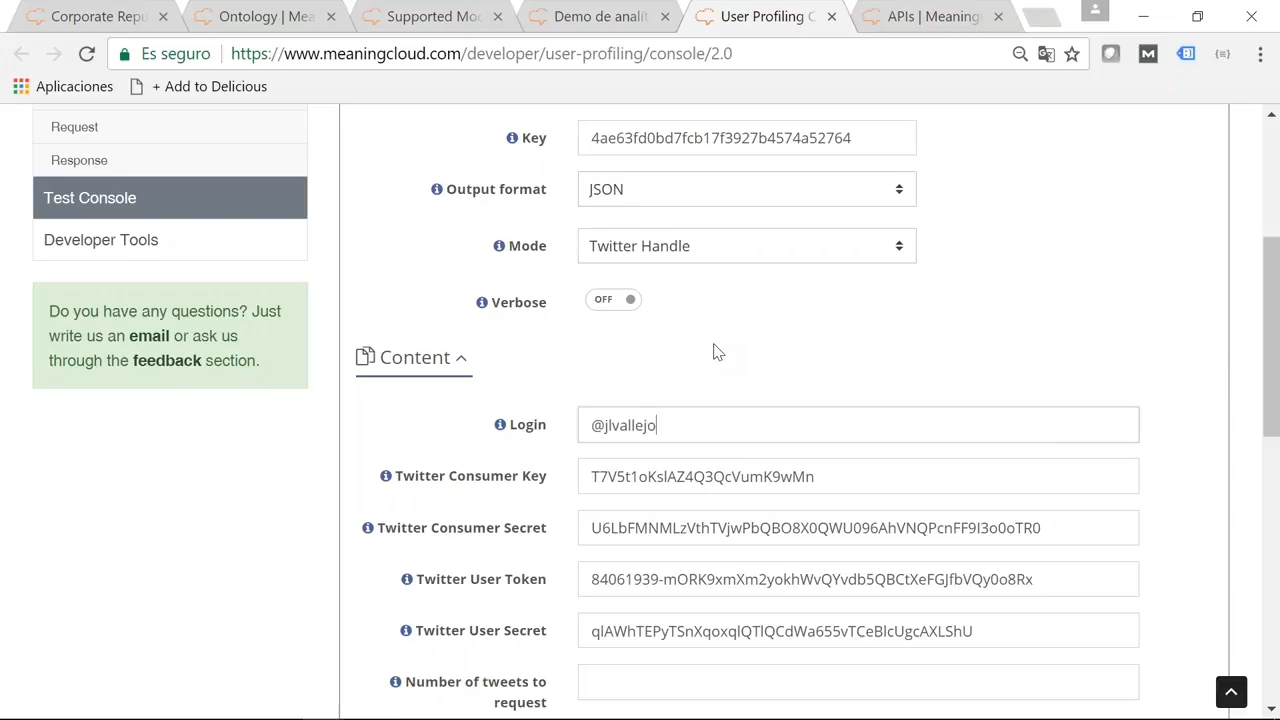 Corporate Repu
Ontology | Mea
Supported Mod
Demo de analít
User Profiling C
APIs | Meaning
Es seguro
https://www.meaningcloud.com/developer/user-profiling/console/2.0
Aplicaciones
+ Add to Delicious
Request
Response
Test Console
Developer Tools
Do you have any questions? Just
write us an email or ask us
through the feedback section.
Key
4ae63fd0bd7fcb17f3927b4574a52764
Output format
JSON
Mode
Twitter Handle
Verbose
OFF
Content
Login
@jlvallejo
Twitter Consumer Key
T7V5t1oKslAZ4Q3QcVumK9wMn
Twitter Consumer Secret
U6LbFMNMLzVthTVjwPbQBO8X0QWU096AhVNQPcnFF9I3o0oTR0
Twitter User Token
84061939-mORK9xmXm2yokhWvQYvdb5QBCtXeFGJfbVQy0o8Rx
Twitter User Secret
qlAWhTEPyTSnXqoxqlQTlQCdWa655vTCeBlcUgcAXLShU
Number of tweets to
request